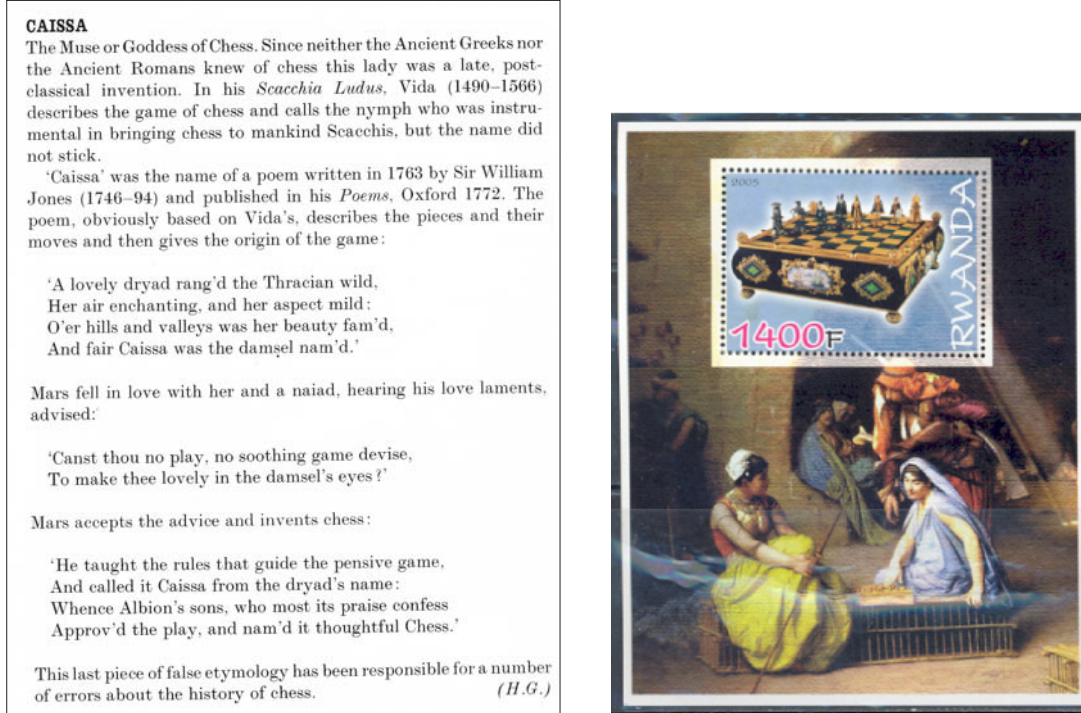 CAISSA
The Muse or Goddess of Chess. Since neither the Ancient Greeks nor
the Ancient Romans knew of chess this lady was a late, post-
classical invention. In his Scacchia Ludus, Vida (1490–1566)
describes the game of chess and calls the nymph who was instru-
mental in bringing chess to mankind Scacchis, but the name did
not stick.
'Caissa' was the name of a poem written in 1763 by Sir William
Jones (1746–94) and published in his Poems, Oxford 1772. The
poem, obviously based on Vida's, describes the pieces and their
moves and then gives the origin of the game:
'A lovely dryad rang'd the Thracian wild,
Her air enchanting, and her aspect mild:
O'er hills and valleys was her beauty fam'd,
And fair Caissa was the damsel nam'd.'
Mars fell in love with her and a naiad, hearing his love laments,
advised:
'Canst thou no play, no soothing game devise,
To make thee lovely in the damsel's eyes?'
Mars accepts the advice and invents chess:
'He taught the rules that guide the pensive game,
And called it Caissa from the dryad's name:
Whence Albion's sons, who most its praise confess
Approv'd the play, and nam'd it thoughtful Chess.'
This last piece of false etymology has been responsible for a number
of errors about the history of chess. (H.G.)
2005
RWANDA
1400F